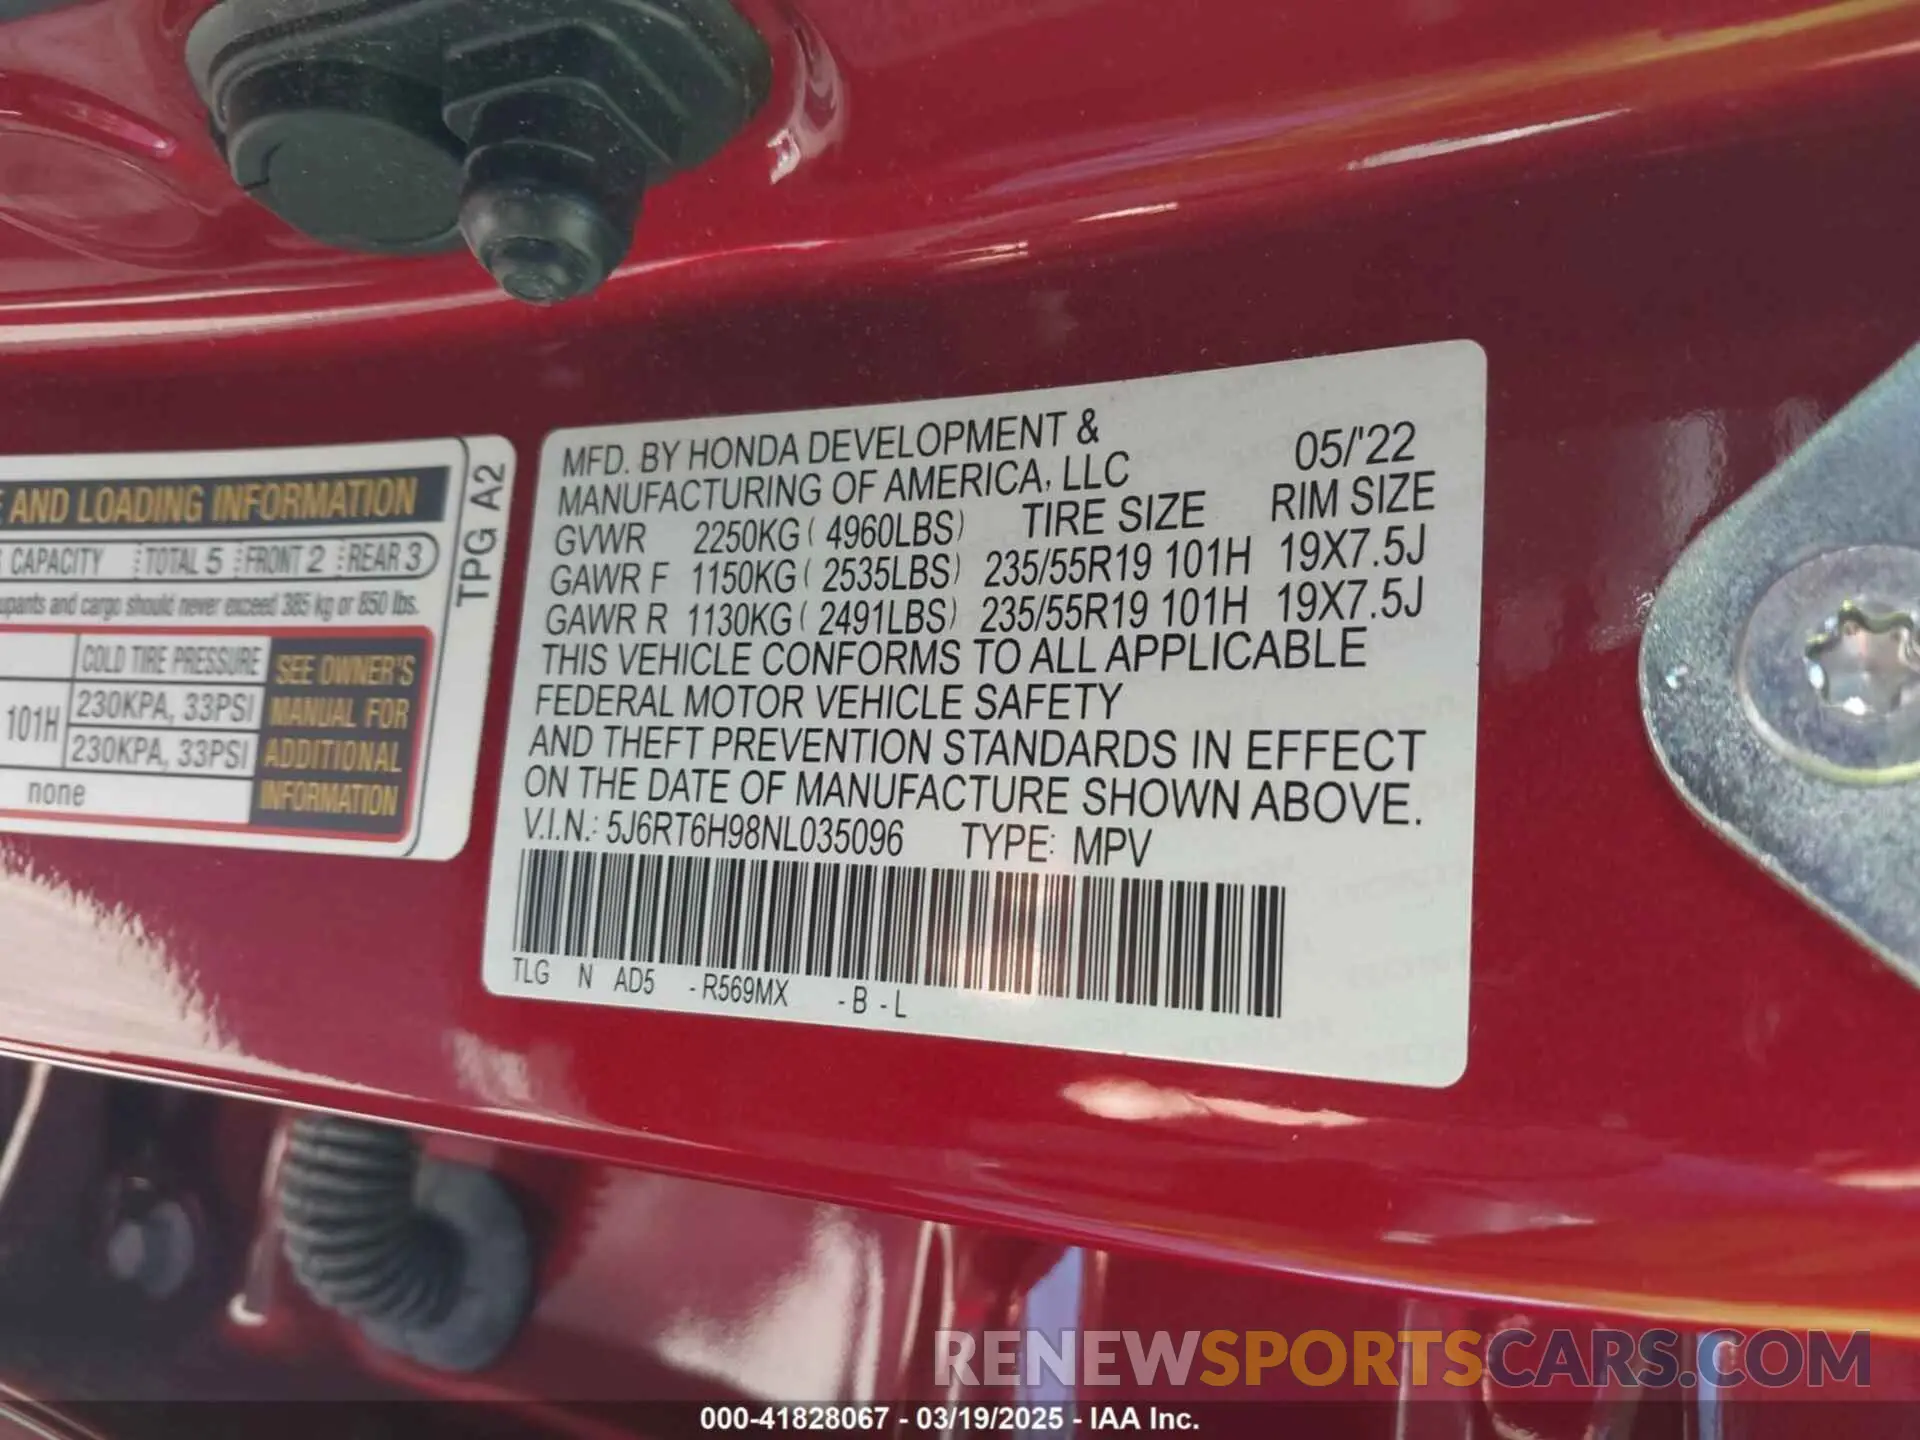 AND LOADING INFORMATION
CAPACITY TOTAL 5 FRONT 2 REAR 3
and cargo should never exceed 385 kg or 850 lbs.
COLD TIRE PRESSURE
101H 230KPA, 33PSI
230KPA, 33PSI
none
SEE OWNER'S
MANUAL FOR
ADDITIONAL
INFORMATION
TPG A2
MFD. BY HONDA DEVELOPMENT &
MANUFACTURING OF AMERICA, LLC 05/'22
GVWR 2250KG ( 4960LBS) TIRE SIZE RIM SIZE
GAWR F 1150KG ( 2535LBS) 235/55R19 101H 19X7.5J
GAWR R 1130KG ( 2491LBS) 235/55R19 101H 19X7.5J
THIS VEHICLE CONFORMS TO ALL APPLICABLE
FEDERAL MOTOR VEHICLE SAFETY
AND THEFT PREVENTION STANDARDS IN EFFECT
ON THE DATE OF MANUFACTURE SHOWN ABOVE.
V.I.N.: 5J6RT6H98NL035096 TYPE: MPV
TLG N AD5 -R569MX -B -L
RENEWSPORTSCARS.COM
000-41828067 - 03/19/2025 - IAA Inc.